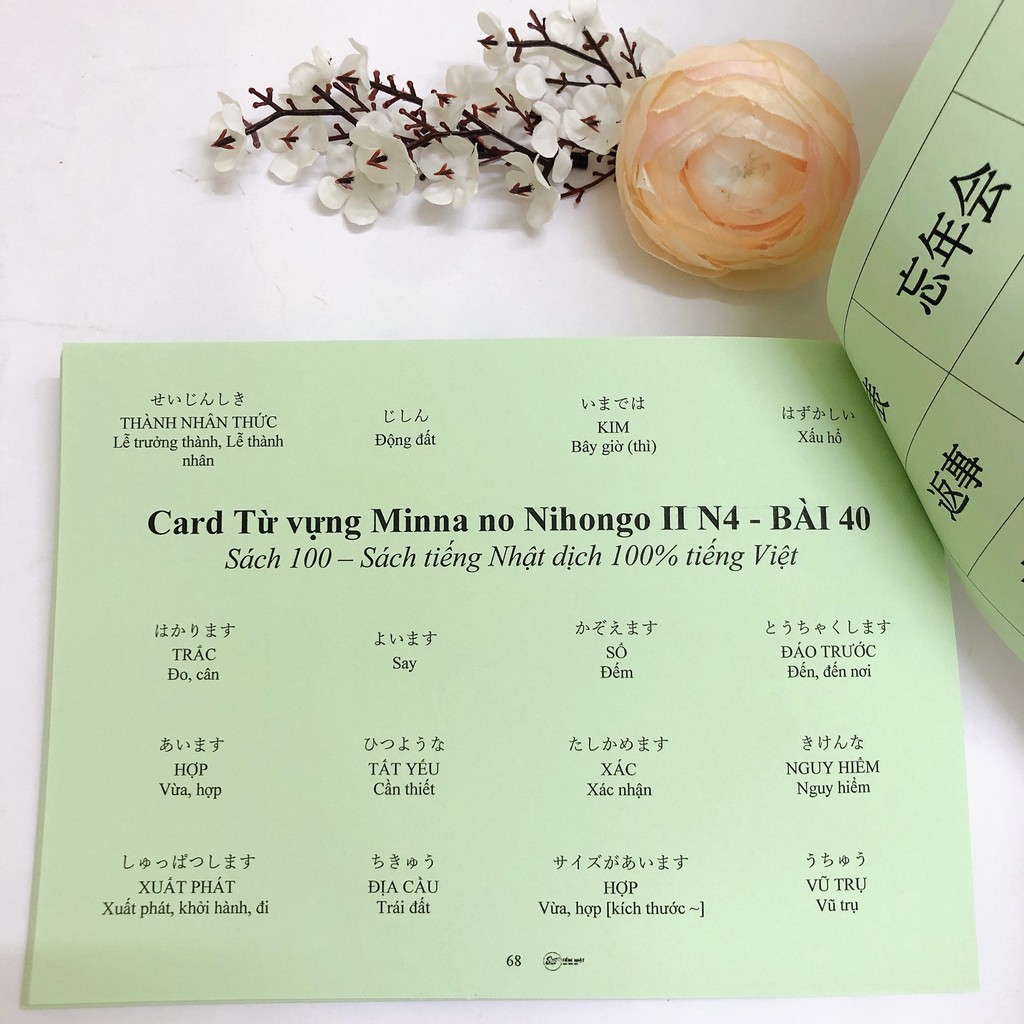 せいじんしき
THÀNH NHÂN THỨC
Lễ trưởng thành, Lễ thành
nhân
じしん
Động đất
いまでは
KIM
Bây giờ (thì)
はずかしい
Xấu hổ
Card Từ vựng Minna no Nihongo II N4 - BÀI 40
Sách 100 – Sách tiếng Nhật dịch 100% tiếng Việt
はかります
TRẮC
Đo, cân
よいます
Say
かぞえます
SỐ
Đếm
とうちゃくします
ĐÁO TRƯỚC
Đến, đến nơi
あいます
HỢP
Vừa, hợp
ひつような
TẤT YẾU
Cần thiết
たしかめます
XÁC
Xác nhận
きけんな
NGUY HIỂM
Nguy hiểm
しゅっぱつします
XUẤT PHÁT
Xuất phát, khởi hành, đi
ちきゅう
ĐỊA CẦU
Trái đất
サイズがあいます
HỢP
Vừa, hợp [kích thước ~]
うちゅう
VŨ TRỤ
Vũ trụ
68
TIẾNG NHẬT
忘年会
返事